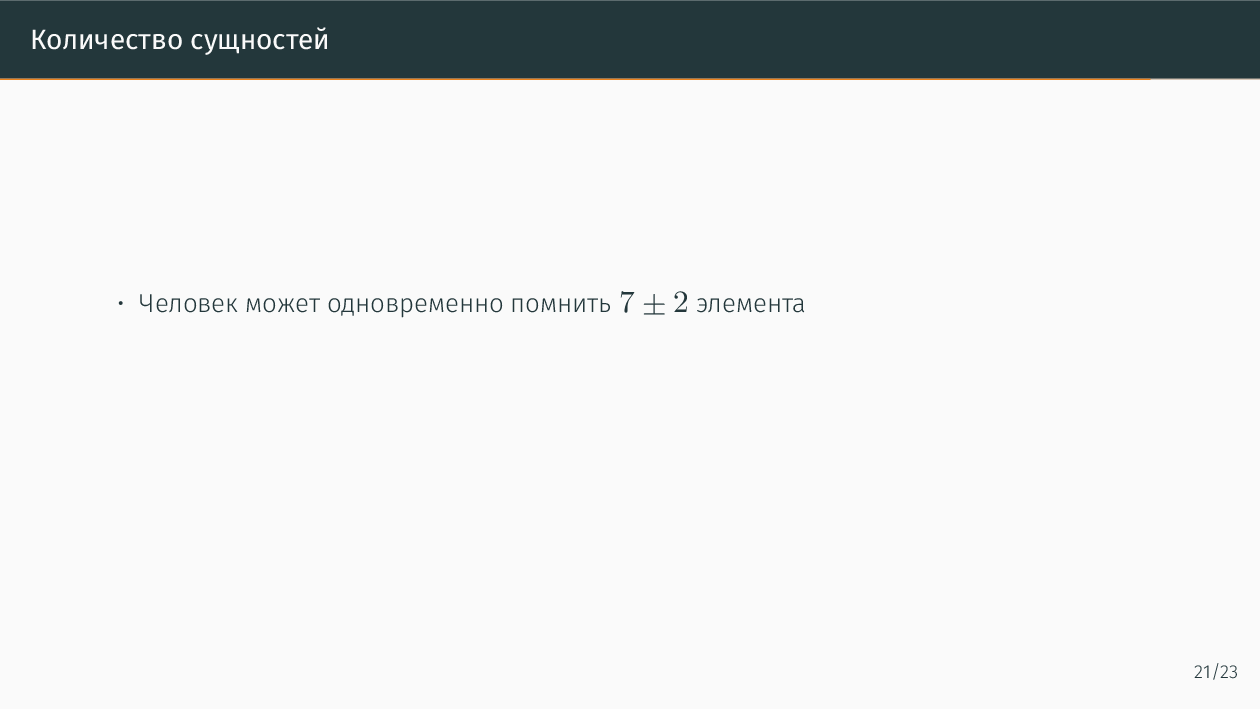 Количество сущностей
• Человек может одновременно помнить 7 ± 2 элемента
21/23